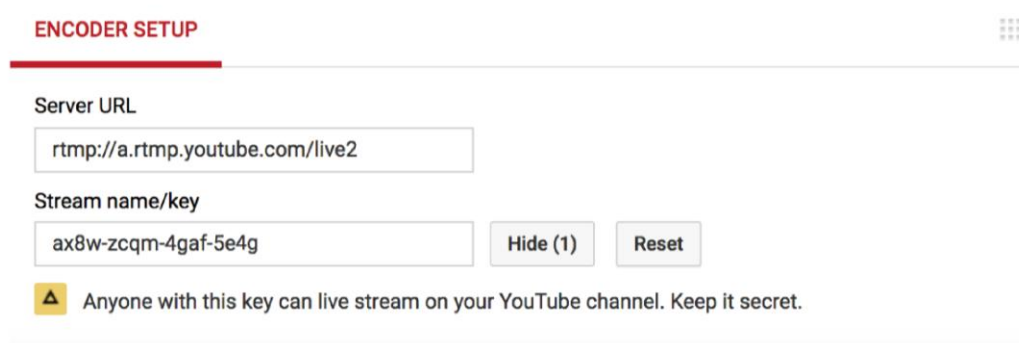 ENCODER SETUP
Server URL
rtmp://a.rtmp.youtube.com/live2
Stream name/key
ax8w-zcqm-4gaf-5e4g Hide (1) Reset
Anyone with this key can live stream on your YouTube channel. Keep it secret.